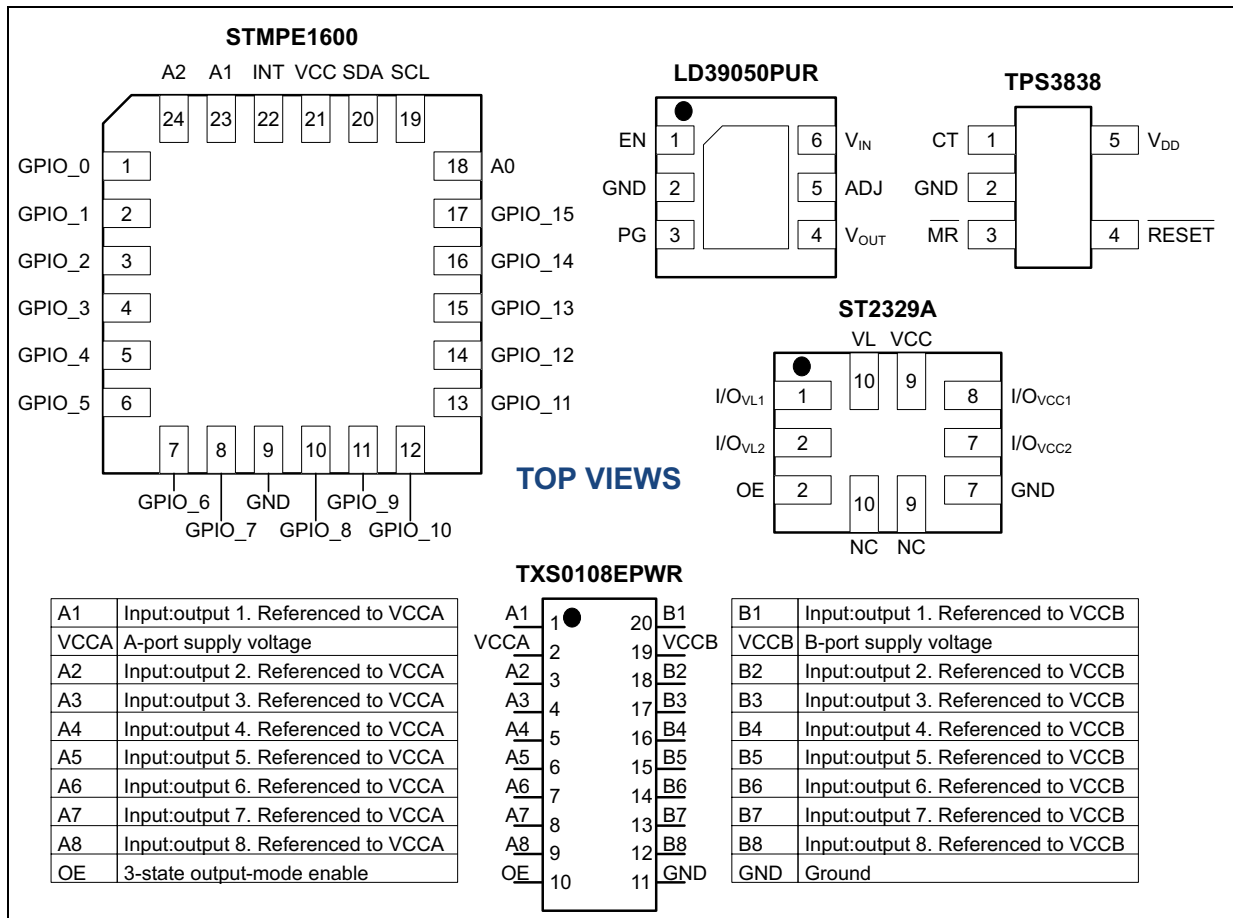 STMPE1600
A2 A1 INT VCC SDA SCL
24 23 22 21 20 19
GPIO_0 1 18 A0
GPIO_1 2 17 GPIO_15
GPIO_2 3 16 GPIO_14
GPIO_3 4 15 GPIO_13
GPIO_4 5 14 GPIO_12
GPIO_5 6 13 GPIO_11
7 8 9 10 11 12
GPIO_6 GND GPIO_9
GPIO_7 GPIO_8 GPIO_10
LD39050PUR
EN 1 6 VIN
GND 2 5 ADJ
PG 3 4 VOUT
TPS3838
CT 1 5 VDD
GND 2
MR 3 4 RESET
ST2329A
VL VCC
10 9
I/OVL1 1 8 I/OVCC1
I/OVL2 2 7 I/OVCC2
OE 2 7 GND
10 9
NC NC
TOP VIEWS
TXS0108EPWR
A1 Input:output 1. Referenced to VCCA A1 1 20 B1 B1 Input:output 1. Referenced to VCCB
VCCA A-port supply voltage VCCA 2 19 VCCB VCCB B-port supply voltage
A2 Input:output 2. Referenced to VCCA A2 3 18 B2 B2 Input:output 2. Referenced to VCCB
A3 Input:output 3. Referenced to VCCA A3 4 17 B3 B3 Input:output 3. Referenced to VCCB
A4 Input:output 4. Referenced to VCCA A4 5 16 B4 B4 Input:output 4. Referenced to VCCB
A5 Input:output 5. Referenced to VCCA A5 6 15 B5 B5 Input:output 5. Referenced to VCCB
A6 Input:output 6. Referenced to VCCA A6 7 14 B6 B6 Input:output 6. Referenced to VCCB
A7 Input:output 7. Referenced to VCCA A7 8 13 B7 B7 Input:output 7. Referenced to VCCB
A8 Input:output 8. Referenced to VCCA A8 9 12 B8 B8 Input:output 8. Referenced to VCCB
OE 3-state output-mode enable OE 10 11 GND GND Ground